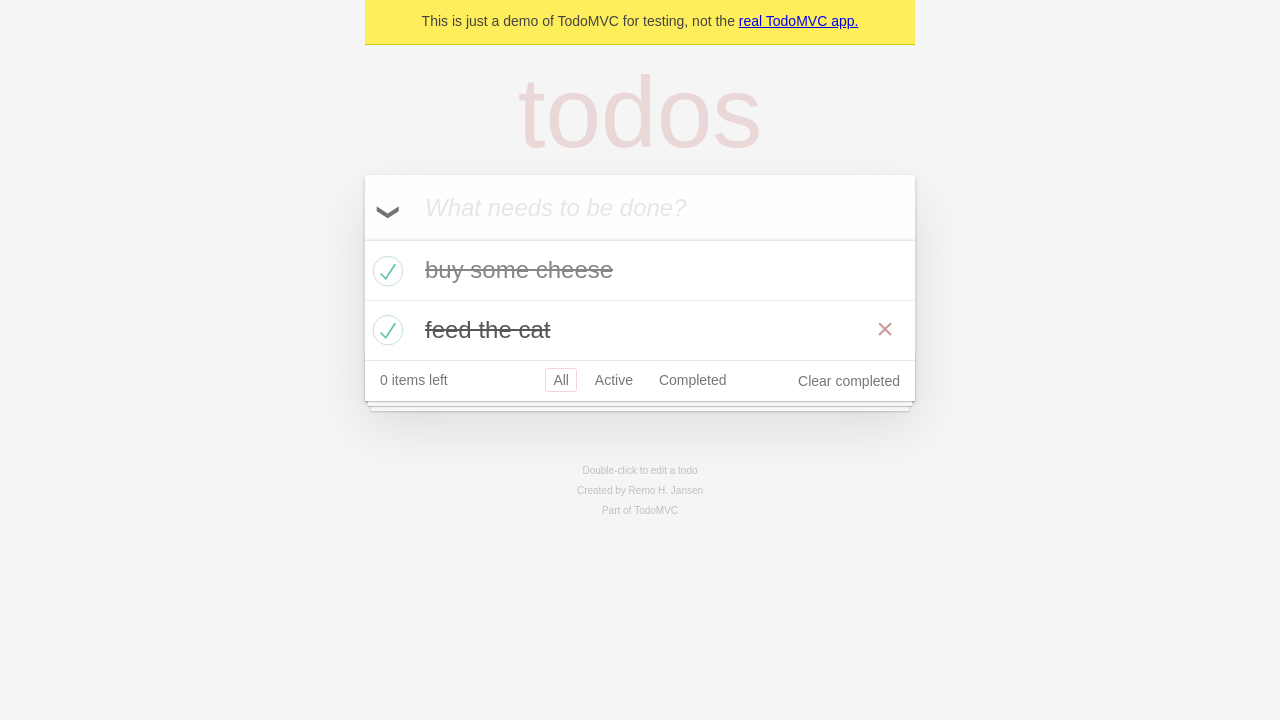 This is just a demo of TodoMVC for testing, not the real TodoMVC app.
todos
What needs to be done?
buy some cheese
feed the cat
0 items left All Active Completed Clear completed
Double-click to edit a todo
Created by Remo H. Jansen
Part of TodoMVC